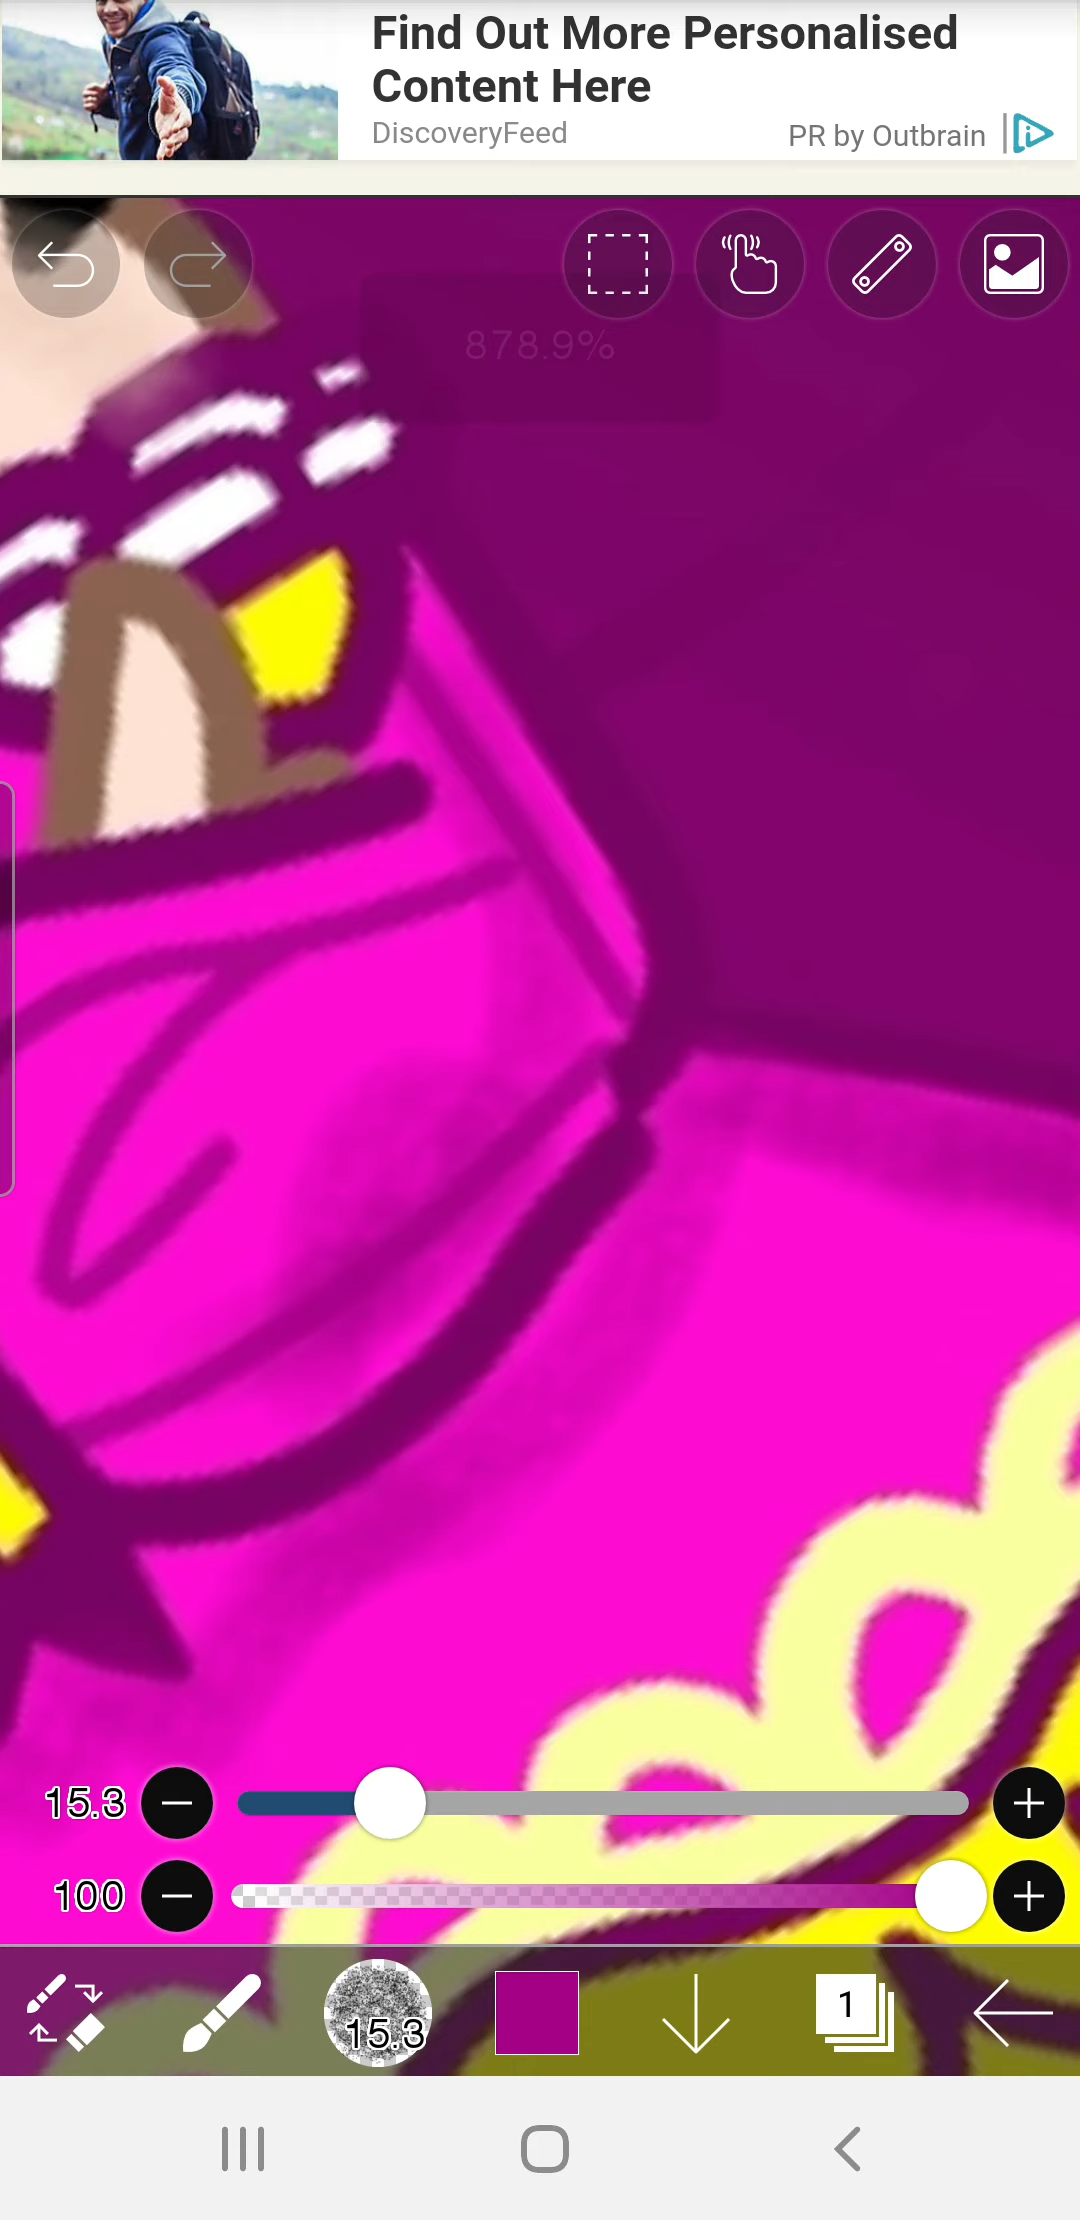 Find Out More Personalised
Content Here
DiscoveryFeed
PR by Outbrain
878.9%
15.3
100
15.3
1